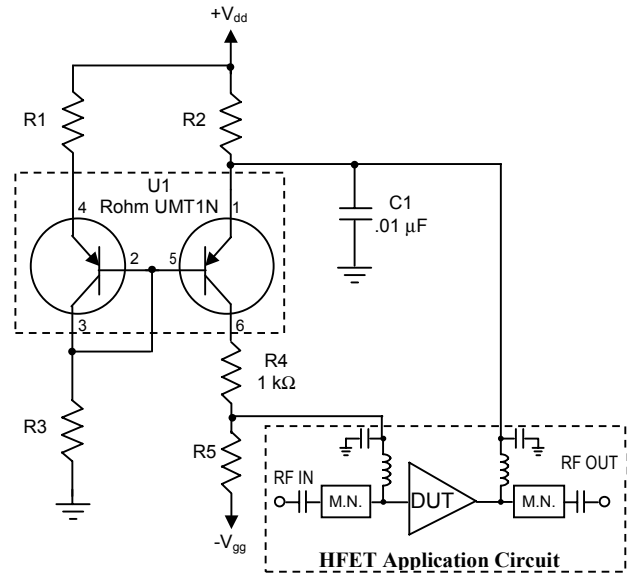 +Vdd
R1
R2
U1
Rohm UMT1N
C1
.01 µF
4
1
2
5
3
6
R4
1 kΩ
R3
R5
RF IN
RF OUT
M.N.
DUT
M.N.
-Vgg
HFET Application Circuit